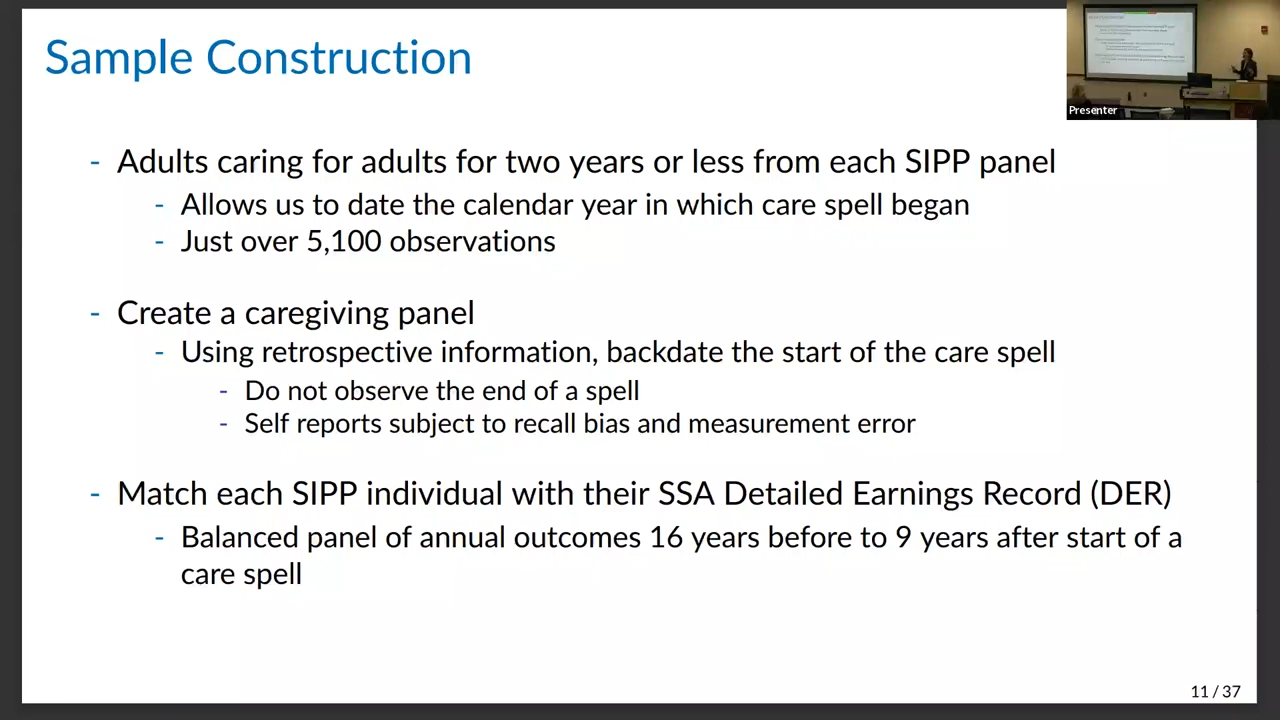 Sample Construction
Presenter
- Adults caring for adults for two years or less from each SIPP panel
- Allows us to date the calendar year in which care spell began
- Just over 5,100 observations
- Create a caregiving panel
- Using retrospective information, backdate the start of the care spell
- Do not observe the end of a spell
- Self reports subject to recall bias and measurement error
- Match each SIPP individual with their SSA Detailed Earnings Record (DER)
- Balanced panel of annual outcomes 16 years before to 9 years after start of a
care spell
11 / 37